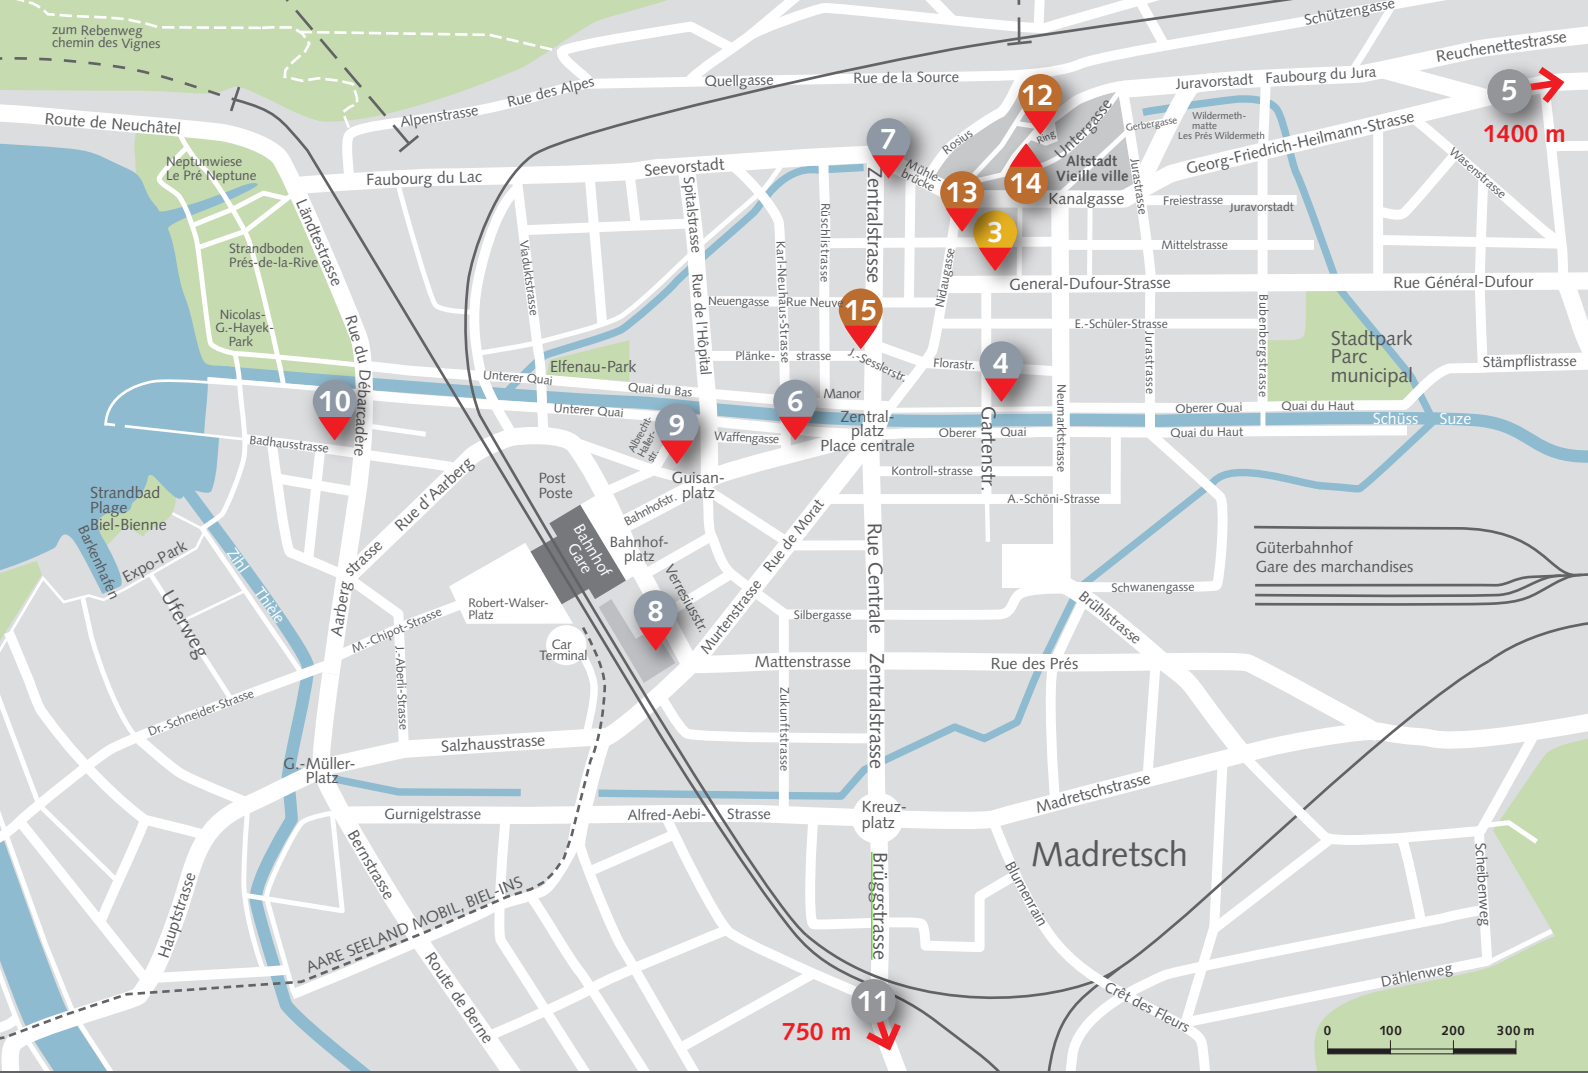 zum Rebenweg
chemin des Vignes
Schützengasse
Reuchenettestrasse
Rue des Alpes
Quellgasse
Rue de la Source
Juravorstadt
Faubourg du Jura
12
5
1400 m
Route de Neuchâtel
Alpenstrasse
Rosius
Ring
Untergasse
Gerbergasse
Wildermeth-
matte
Les Prés Wildermeth
Georg-Friedrich-Heilmann-Strasse
Wasenstrasse
7
Neptunwiese
Le Pré Neptune
Faubourg du Lac
Seevorstadt
Mühle-
brücke
Altstadt
Vieille ville
13
14
Kanalgasse
Jurastrasse
Freiestrasse
Juravorstadt
3
Ländtestrasse
Spitalstrasse
Rüschlistrasse
Zentralstrasse
Strandboden
Prés-de-la-Rive
Viaduktstrasse
Karl-Neuhaus-Strasse
Nidaugasse
Mittelstrasse
General-Dufour-Strasse
Rue Général-Dufour
Nicolas-
G.-Hayek-
Park
Rue du Débarcadère
Rue de l'Hôpital
Neuengasse
Rue Neuve
15
E.-Schüler-Strasse
Jurastrasse
Bubenbergstrasse
Stadtpark
Parc
municipal
Stämpflistrasse
Elfenau-Park
Plänke-
strasse
J.-Sesslerstr.
Florastr.
4
Unterer Quai
Quai du Bas
Manor
6
10
9
Unterer Quai
Albrecht-
Haller-
str.
Waffengasse
Zentral-
platz
Place centrale
Oberer
Quai
Gartenstr.
Neumarktstrasse
Oberer Quai
Quai du Haut
Quai du Haut
Schüss
Suze
Badhausstrasse
Kontroll-strasse
A.-Schöni-Strasse
Post
Poste
Guisan-
platz
Bahnhofstr.
Rue d'Aarberg
Strandbad
Plage
Biel-Bienne
Barkenhafen
Expo-Park
Zihl
Thièle
Uferweg
Aarberg
strasse
Bahnhof
Gare
Bahnhof-
platz
Rue de Morat
Rue Centrale
Güterbahnhof
Gare des marchandises
Verresiusstr.
Murtenstrasse
Schwanengasse
Brühlstrasse
Silbergasse
8
Robert-Walser-
Platz
Car
Terminal
M.-Chipot-Strasse
J.-Aberli-Strasse
Mattenstrasse
Rue des Prés
Zentralstrasse
Zukunftstrasse
Dr.-Schneider-Strasse
Salzhausstrasse
G.-Müller-
Platz
Gurnigelstrasse
Alfred-Aebi-
Strasse
Kreuz-
platz
Madretschstrasse
Madretsch
Bernstrasse
Hauptstrasse
AARE SEELAND MOBIL, BIEL-INS
Route de Berne
Brüggstrasse
Blumenrain
Scheibenweg
Crêt des Fleurs
Dählenweg
11
750 m
0
100
200
300 m